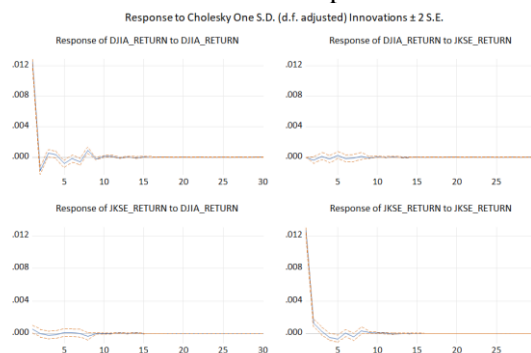 Response to Cholesky One S.D. (d.f. adjusted) Innovations ± 2 S.E.
Response of DJIA_RETURN to DJIA_RETURN
.012
.008
.004
.000
5 10 15 20 25 30
Response of DJIA_RETURN to JKSE_RETURN
.012
.008
.004
.000
5 10 15 20 25
Response of JKSE_RETURN to DJIA_RETURN
.012
.008
.004
.000
5 10 15 20 25 30
Response of JKSE_RETURN to JKSE_RETURN
.012
.008
.004
.000
5 10 15 20 25